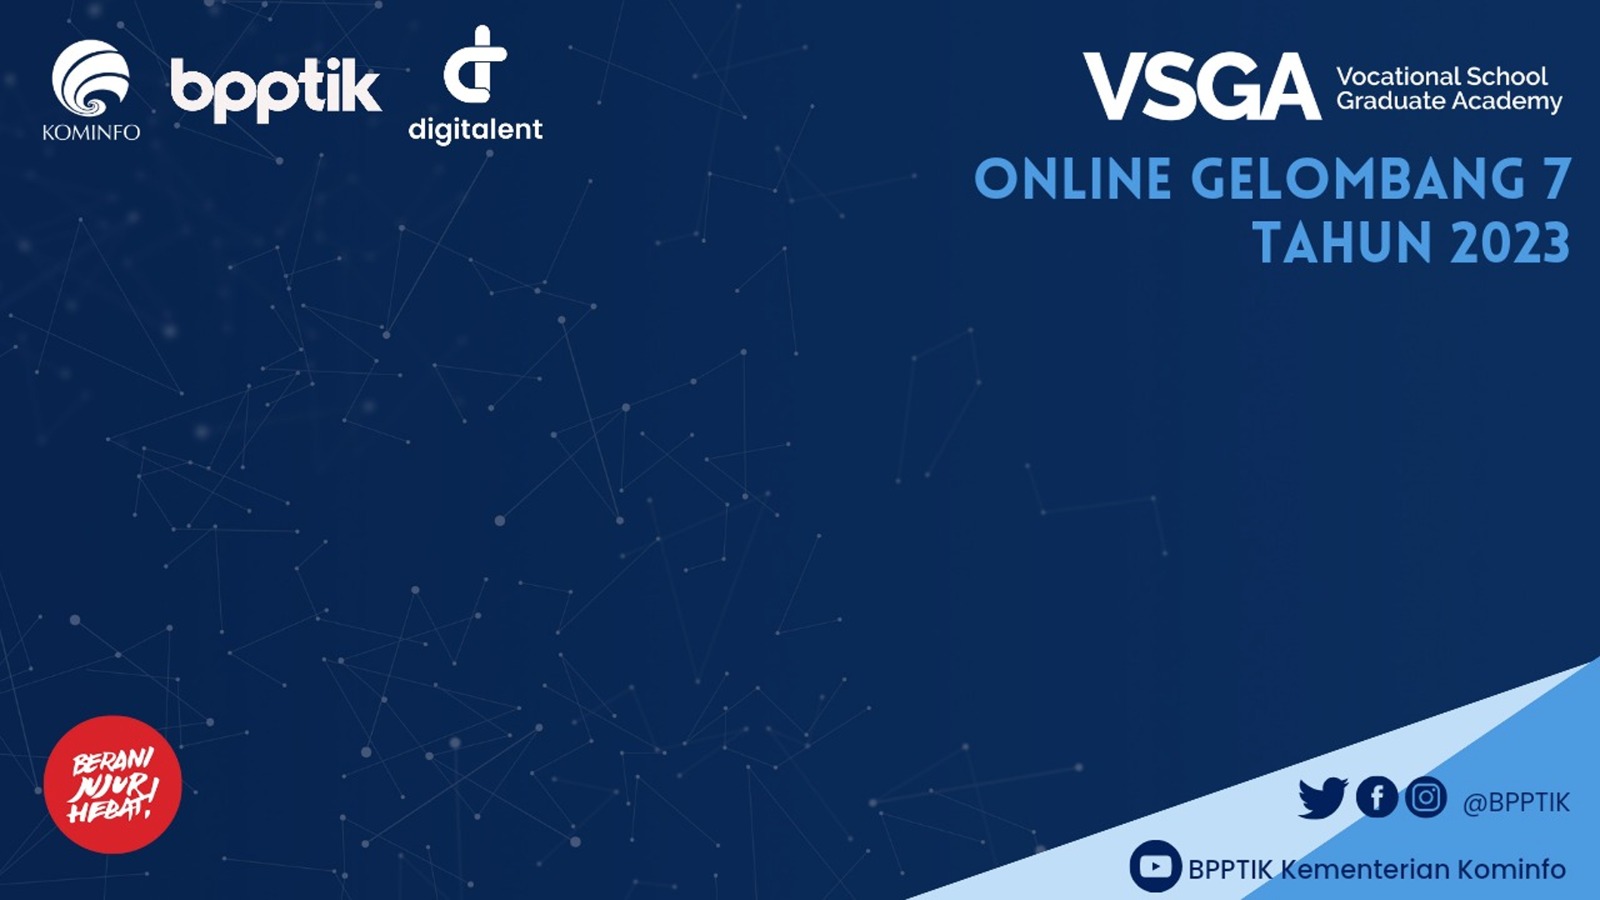 KOMINFO
bpptik
digitalent
VSGA
Vocational School
Graduate Academy
ONLINE GELOMBANG 7
TAHUN 2023
BERANI
JUJUR
HEBAT!
@BPPTIK
BPPTIK Kementerian Kominfo